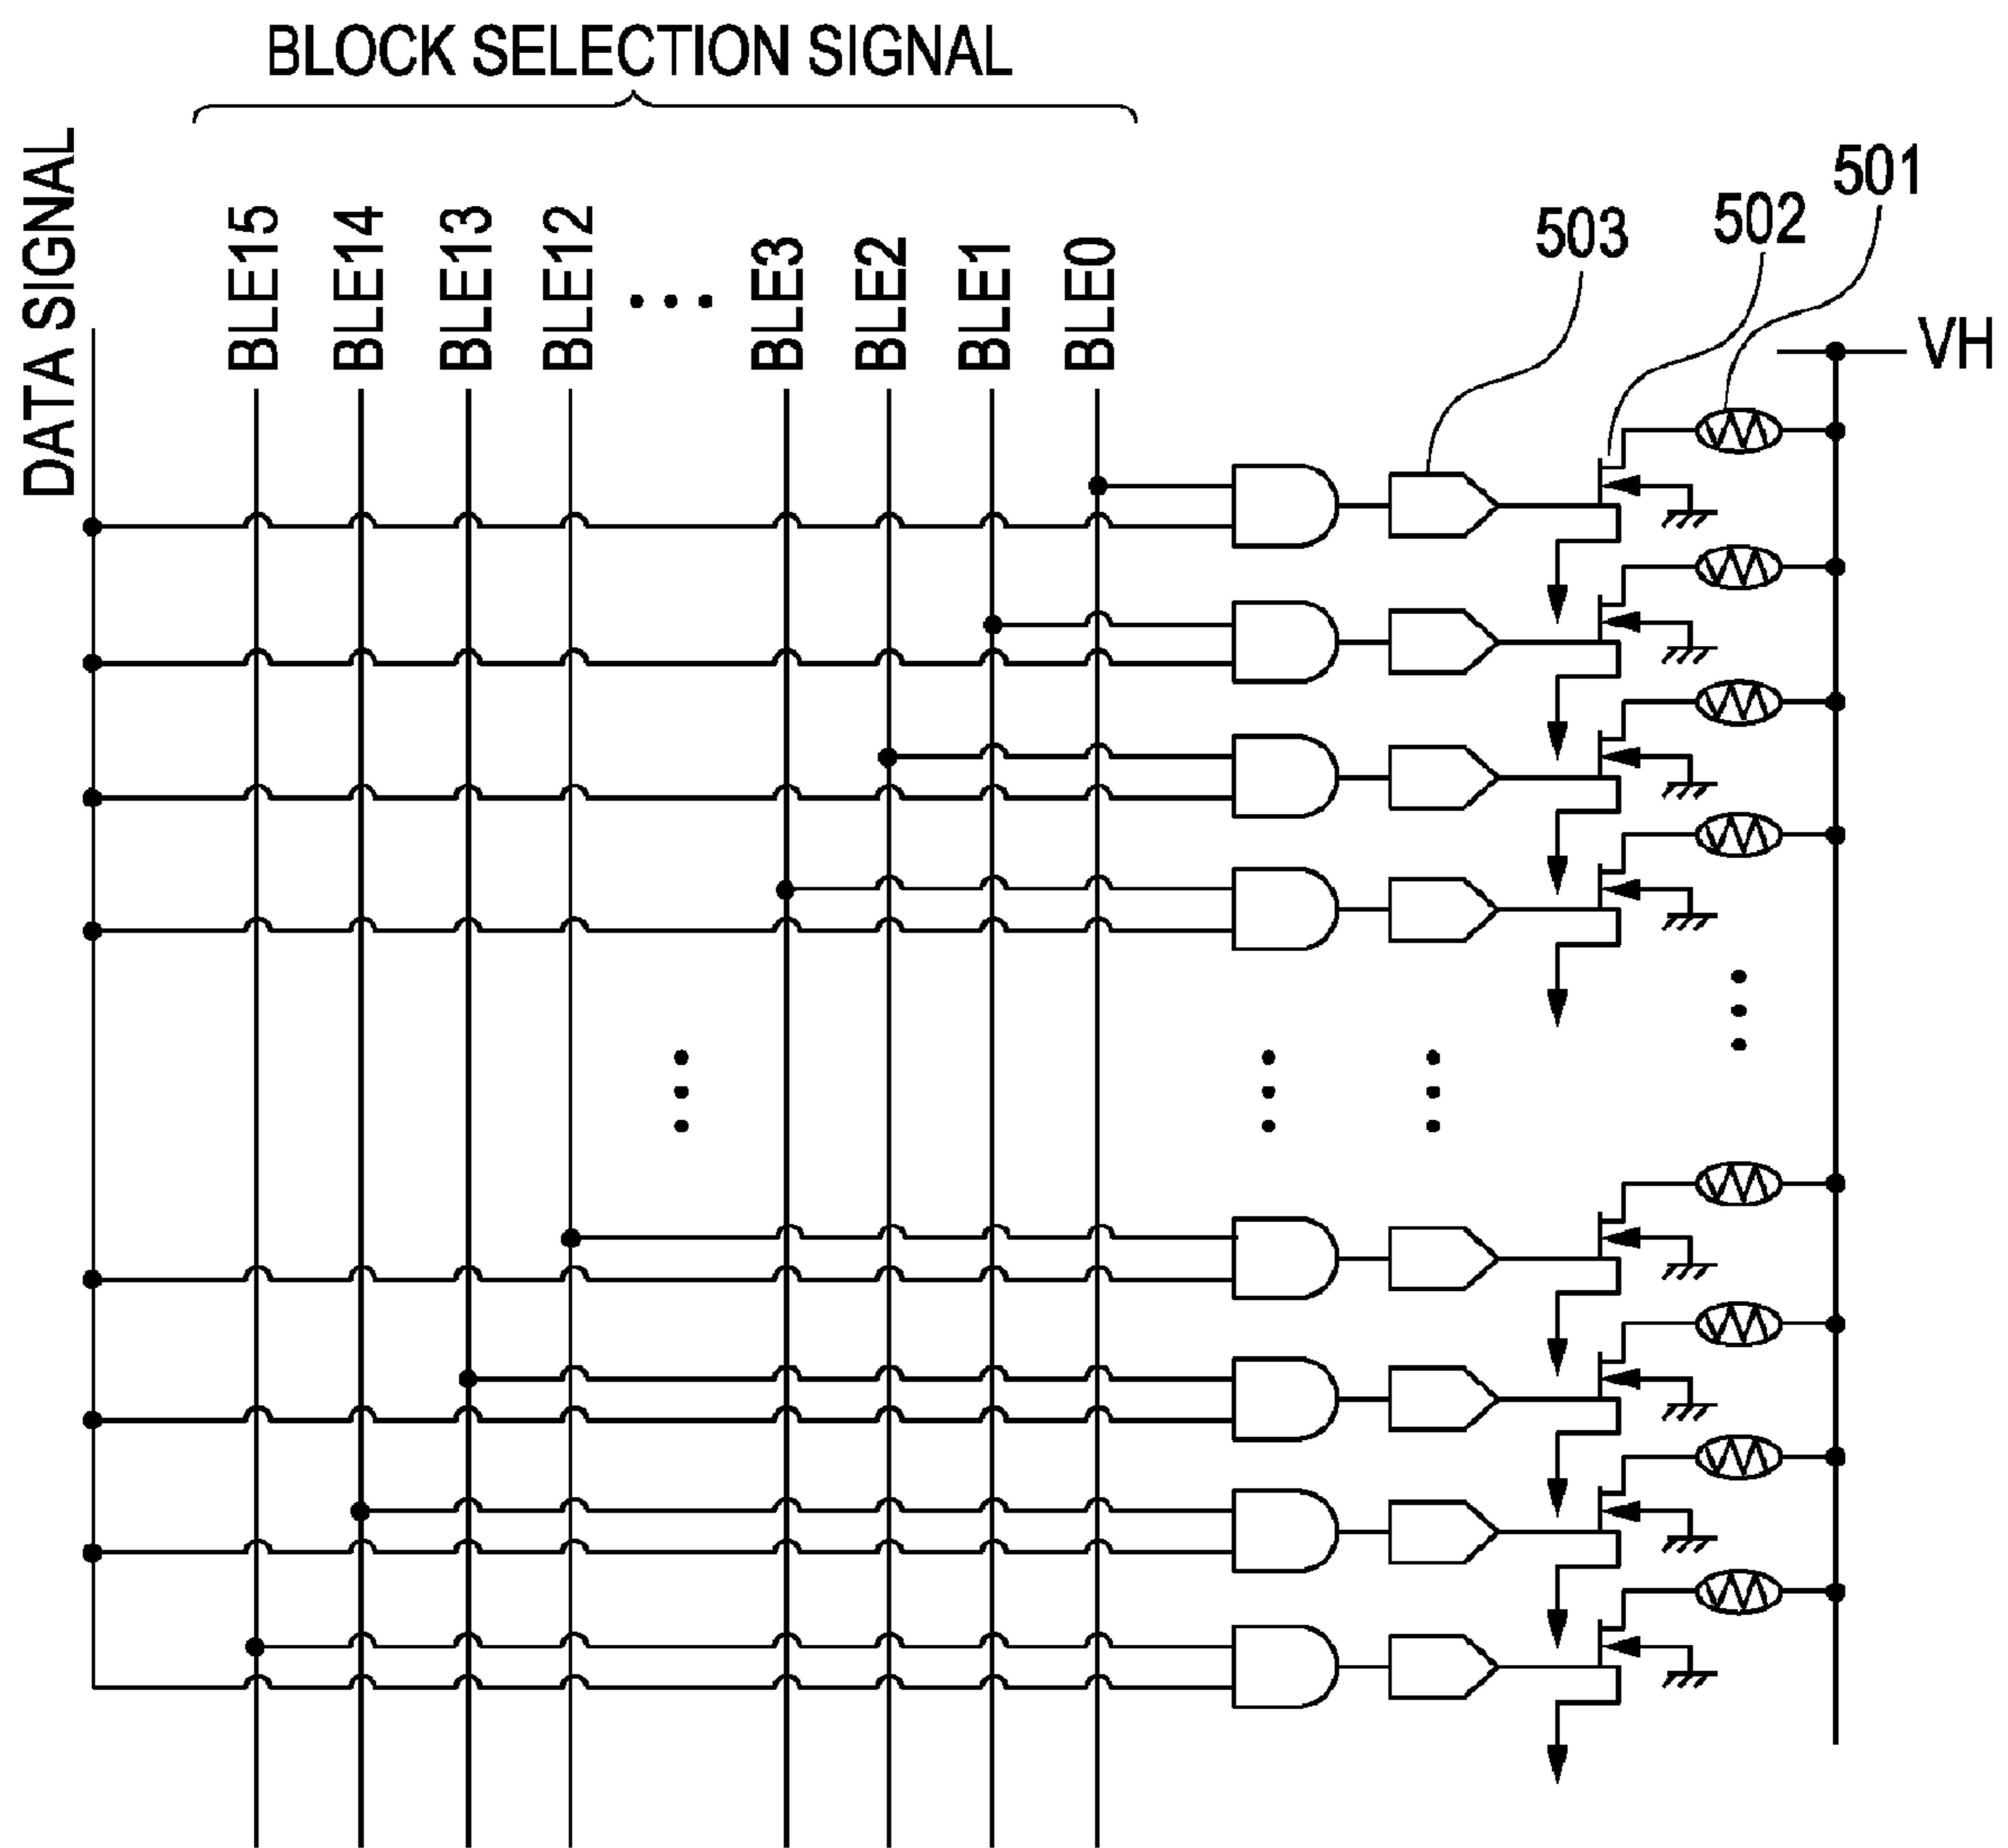 BLOCK SELECTION SIGNAL
DATA SIGNAL
BLE15
BLE14
BLE13
BLE12
...
BLE3
BLE2
BLE1
BLE0
503
502
501
VH